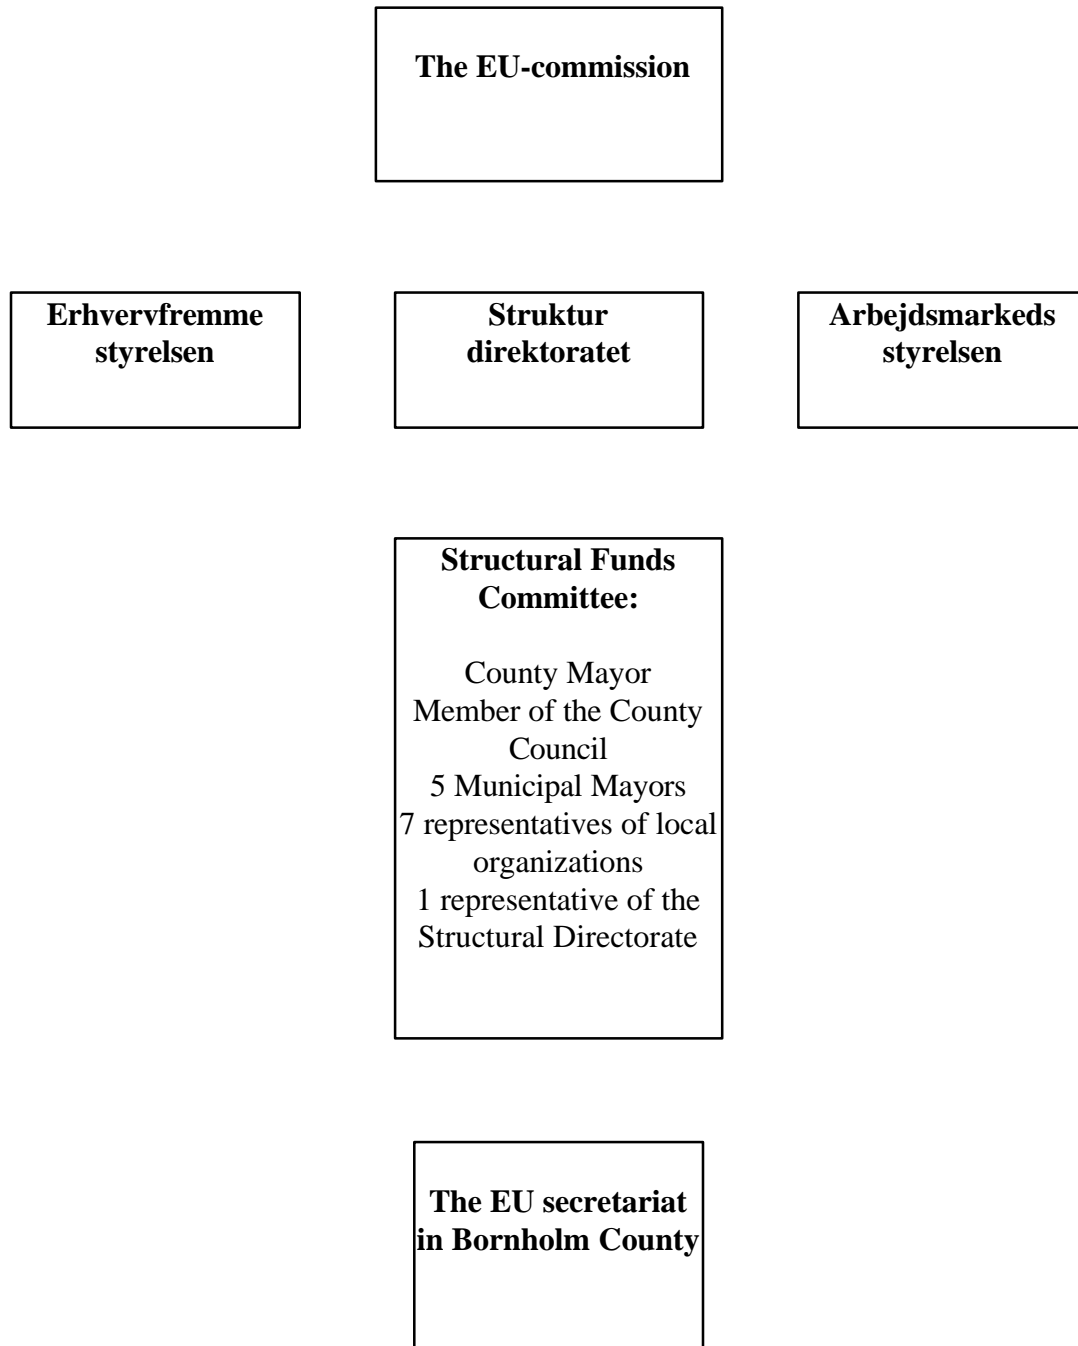 The EU-commission
Erhvervfremme
styrelsen
Struktur
direktoratet
Arbejdsmarkeds
styrelsen
Structural Funds
Committee:
County Mayor
Member of the County
Council
5 Municipal Mayors
7 representatives of local
organizations
1 representative of the
Structural Directorate
The EU secretariat
in Bornholm County